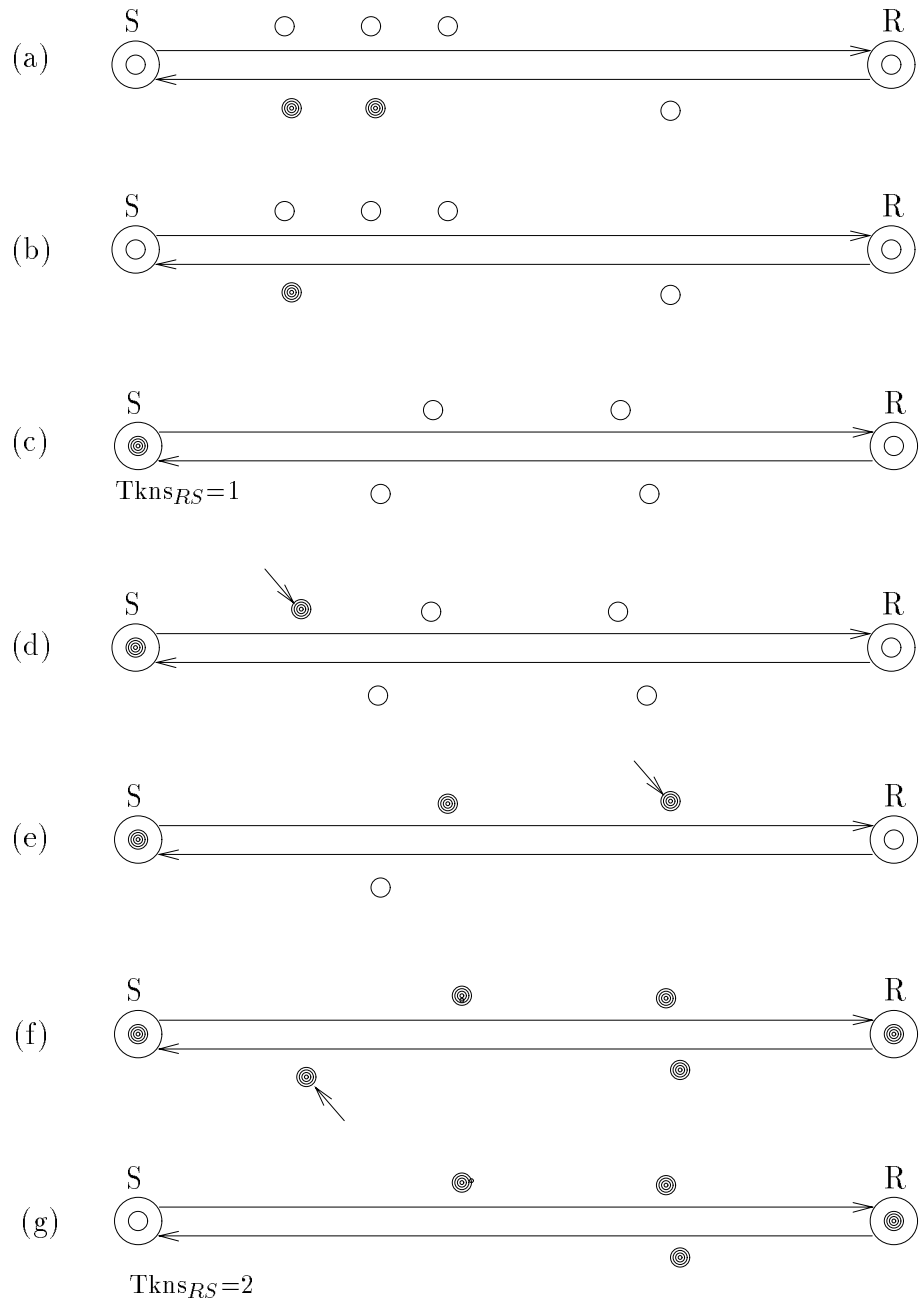 S R
(a)
S R
(b)
S R
(c)
Tkns_RS=1
S R
(d)
S R
(e)
S R
(f)
S R
(g)
Tkns_RS=2